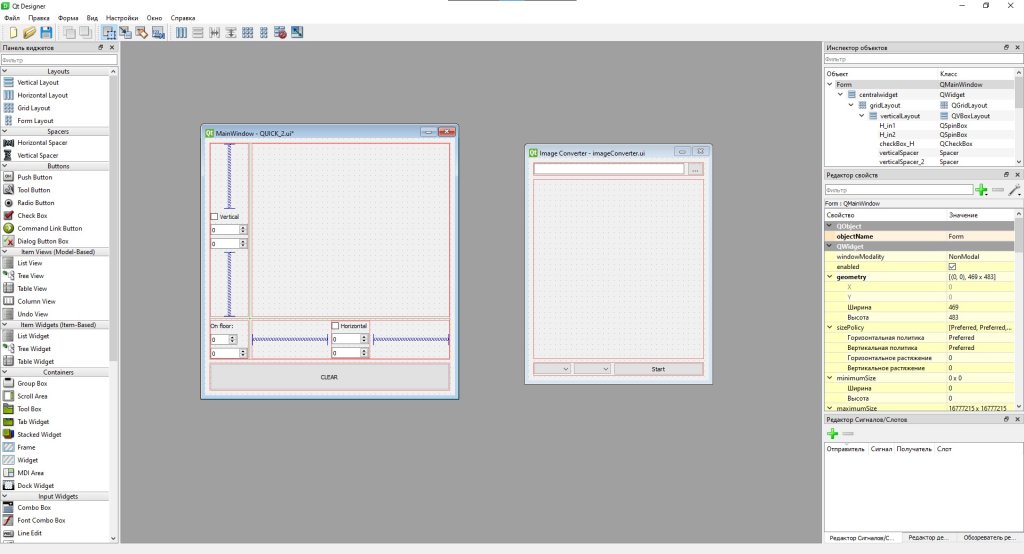 Qt Designer
Файл Правка Форма Вид Настройки Окно Справка
Панель виджетов
Фильтр
Layouts
Vertical Layout
Horizontal Layout
Grid Layout
Form Layout
Spacers
Horizontal Spacer
Vertical Spacer
Buttons
Push Button
Tool Button
Radio Button
Check Box
Command Link Button
Dialog Button Box
Item Views (Model-Based)
List View
Tree View
Table View
Column View
Undo View
Item Widgets (Item-Based)
List Widget
Tree Widget
Table Widget
Containers
Group Box
Scroll Area
Tool Box
Tab Widget
Stacked Widget
Frame
Widget
MDI Area
Dock Widget
Input Widgets
Combo Box
Font Combo Box
Line Edit
MainWindow - QUICK_2.ui*
Vertical
0
0
On floor:
0
0
Horizontal
0
0
CLEAR
Image Converter - imageConverter.ui
...
Start
Инспектор объектов
Фильтр
Объект Класс
Form QMainWindow
centralwidget QWidget
gridLayout QGridLayout
verticalLayout QVBoxLayout
H_in1 QSpinBox
H_in2 QSpinBox
checkBox_H QCheckBox
verticalSpacer Spacer
verticalSpacer_2 Spacer
Редактор свойств
Фильтр
Form : QMainWindow
Свойство Значение
QObject
objectName Form
QWidget
windowModality NonModal
enabled
geometry [(0, 0), 469 x 483]
X 0
Y 0
Ширина 469
Высота 483
sizePolicy [Preferred, Preferred,...
Горизонтальная политика Preferred
Вертикальная политика Preferred
Горизонтальное растяжение 0
Вертикальное растяжение 0
minimumSize 0 x 0
Ширина 0
Высота 0
maximumSize 16777215 x 16777215
Редактор Сигналов/Слотов
Отправитель Сигнал Получатель Слот
Редактор Сигналов/С... Редактор де... Обозреватель ре...